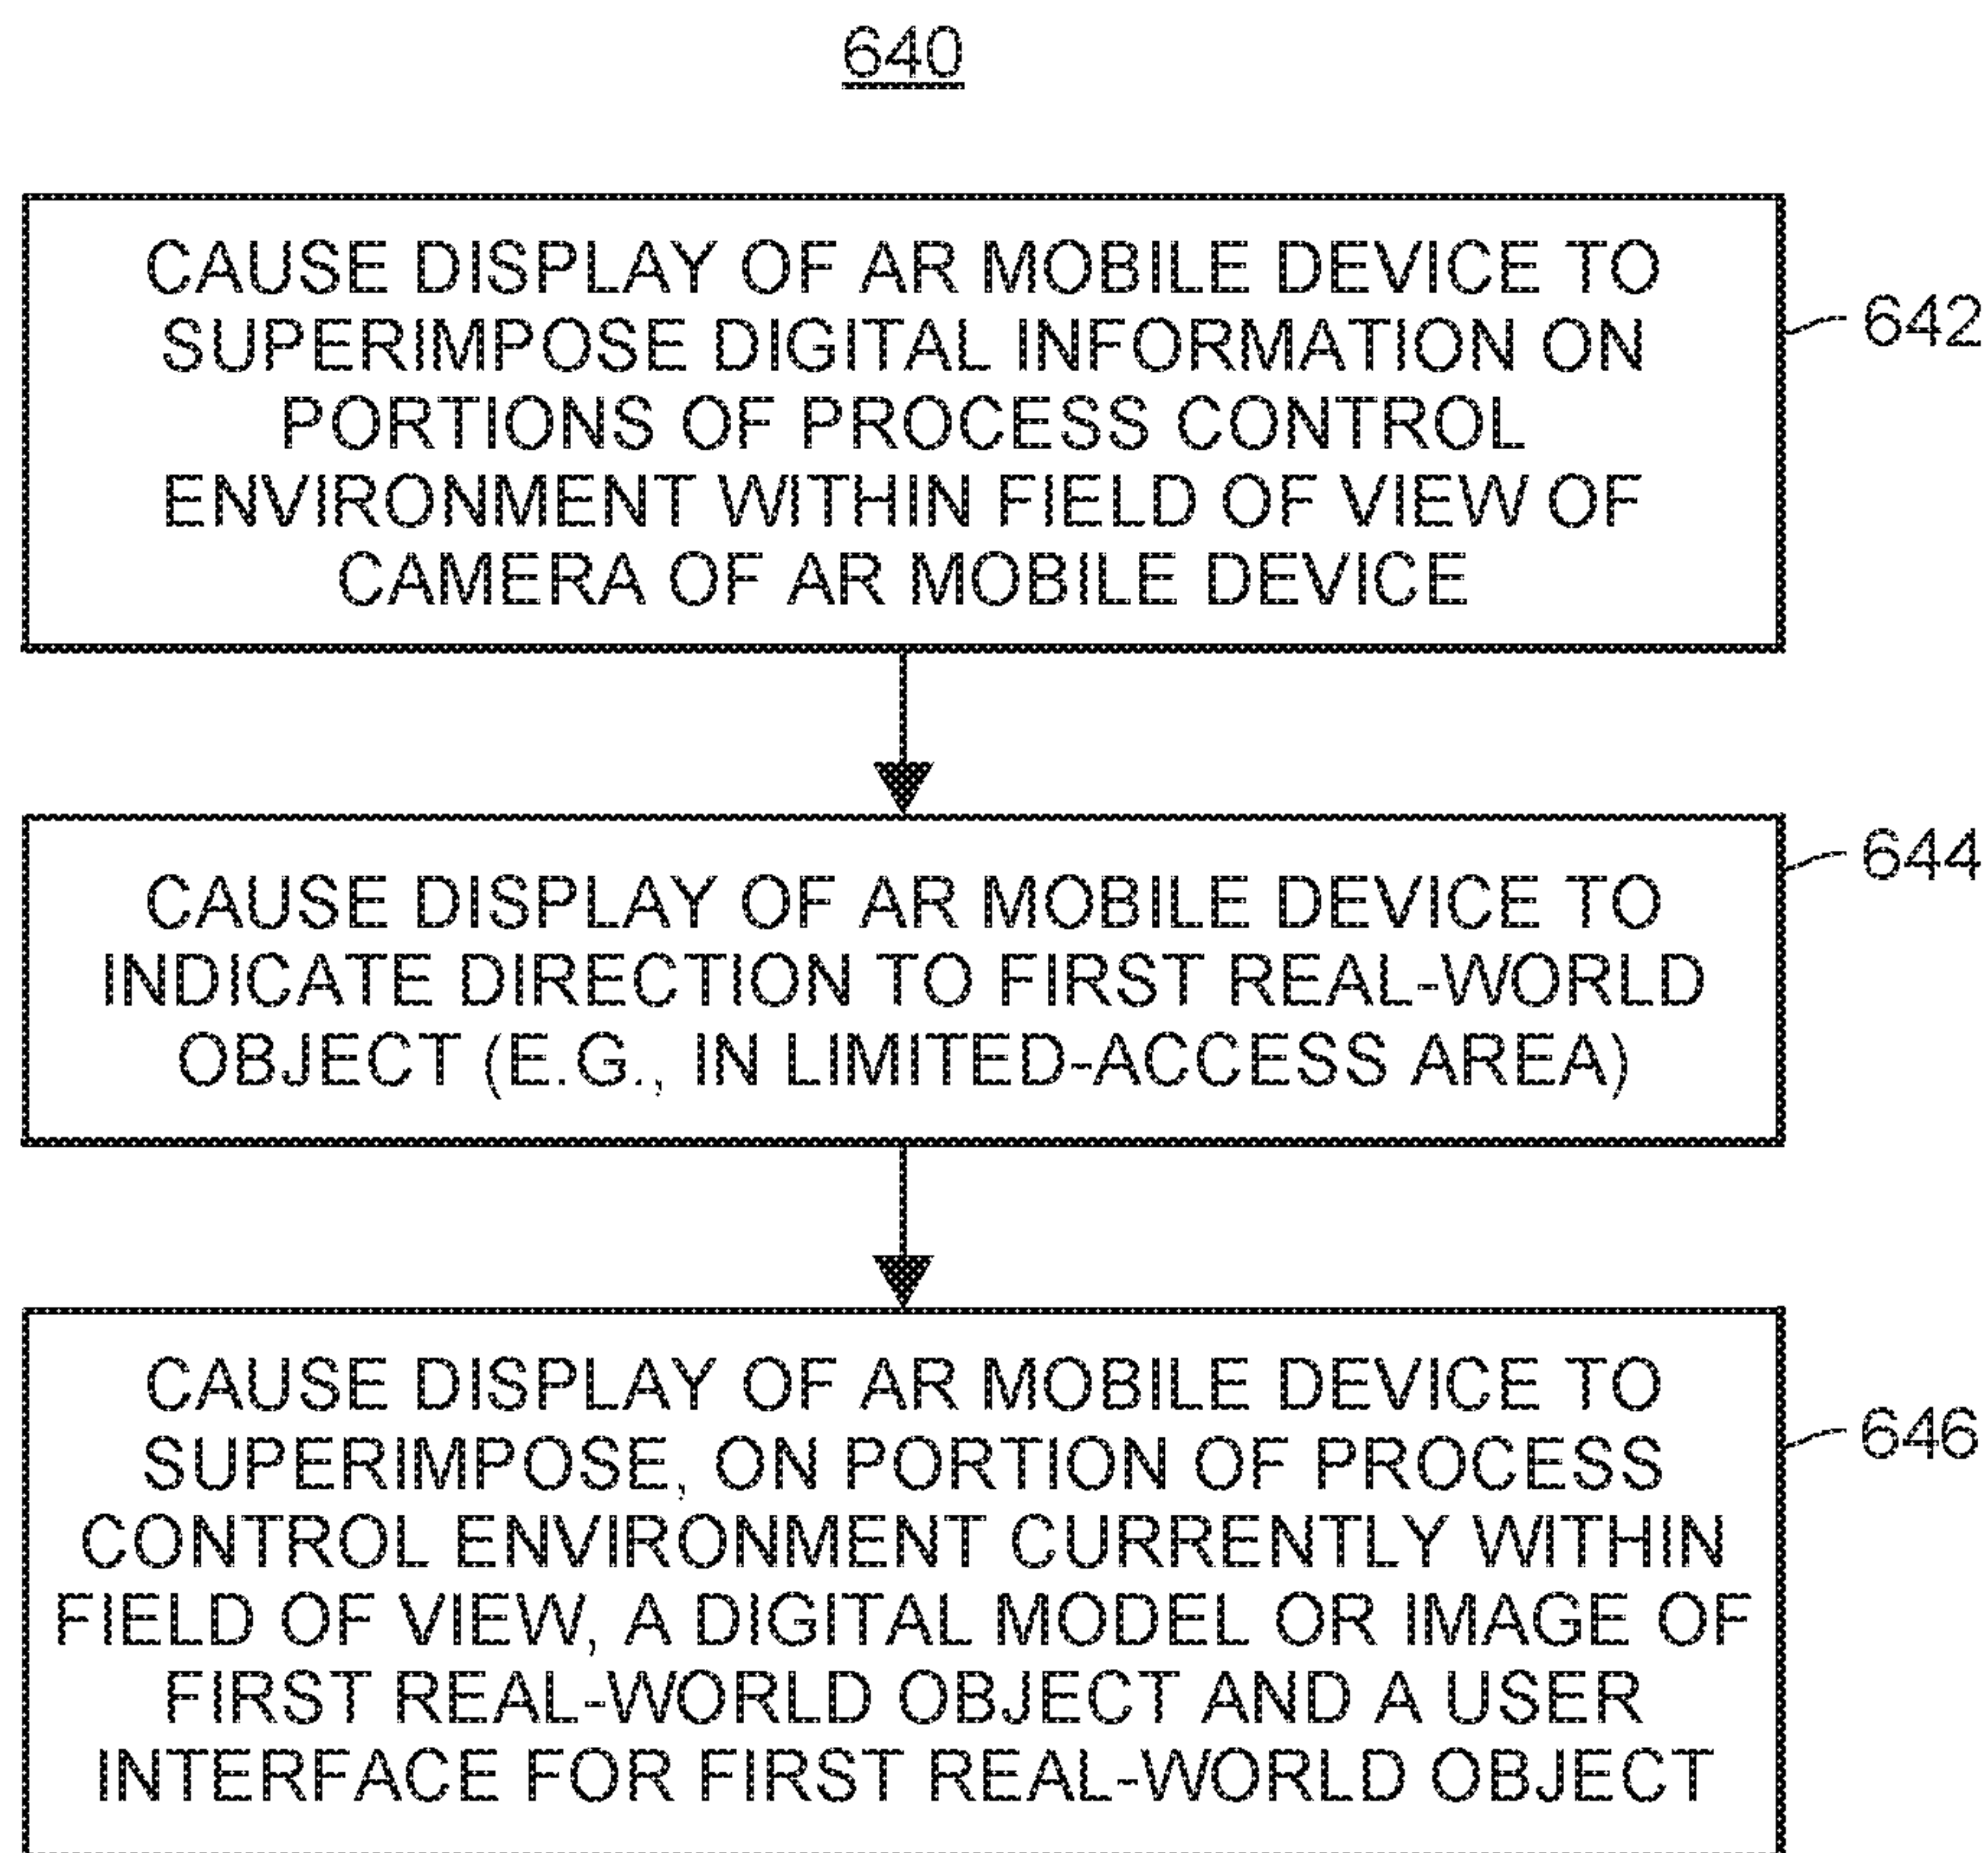 640
CAUSE DISPLAY OF AR MOBILE DEVICE TO
SUPERIMPOSE DIGITAL INFORMATION ON
PORTIONS OF PROCESS CONTROL
ENVIRONMENT WITHIN FIELD OF VIEW OF
CAMERA OF AR MOBILE DEVICE
642
CAUSE DISPLAY OF AR MOBILE DEVICE TO
INDICATE DIRECTION TO FIRST REAL-WORLD
OBJECT (E.G., IN LIMITED-ACCESS AREA)
644
CAUSE DISPLAY OF AR MOBILE DEVICE TO
SUPERIMPOSE, ON PORTION OF PROCESS
CONTROL ENVIRONMENT CURRENTLY WITHIN
FIELD OF VIEW, A DIGITAL MODEL OR IMAGE OF
FIRST REAL-WORLD OBJECT AND A USER
INTERFACE FOR FIRST REAL-WORLD OBJECT
646